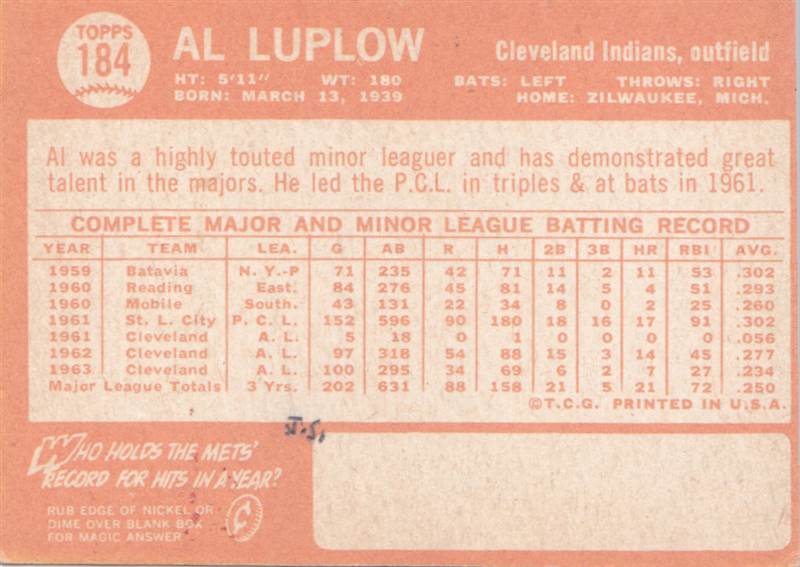 TOPPS
184
AL LUPLOW
Cleveland Indians, outfield
HT: 5'11" WT: 180 BATS: LEFT THROWS: RIGHT
BORN: MARCH 13, 1939 HOME: ZILWAUKEE, MICH.
Al was a highly touted minor leaguer and has demonstrated great
talent in the majors. He led the P.C.L. in triples & at bats in 1961.
COMPLETE MAJOR AND MINOR LEAGUE BATTING RECORD
YEAR TEAM LEA. G AB R H 2B 3B HR RBI AVG.
1959 Batavia N. Y.-P 71 235 42 71 11 2 11 53 .302
1960 Reading East. 84 276 45 81 14 5 4 51 .293
1960 Mobile South. 43 131 22 34 8 0 2 25 .260
1961 St. L. City P. C. L. 152 596 90 180 18 16 17 91 .302
1961 Cleveland A. L. 5 18 0 1 0 0 0 0 .056
1962 Cleveland A. L. 97 318 54 88 15 3 14 45 .277
1963 Cleveland A. L. 100 295 34 69 6 2 7 27 .234
Major League Totals 3 Yrs. 202 631 88 158 21 5 21 72 .250
©T.C.G. PRINTED IN U.S.A.
J.S.
WHO HOLDS THE METS'
RECORD FOR HITS IN A YEAR?
RUB EDGE OF NICKEL OR
DIME OVER BLANK BOX
FOR MAGIC ANSWER